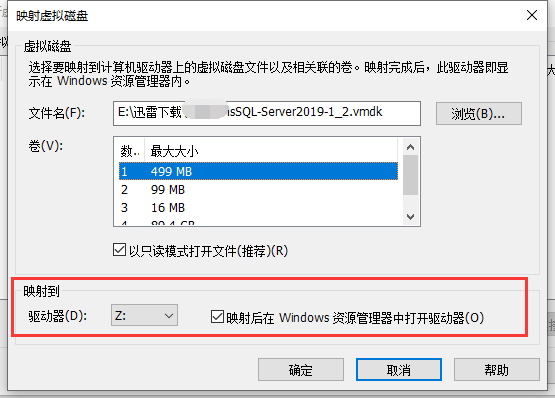 映射虚拟磁盘
虚拟磁盘
选择要映射到计算机驱动器上的虚拟磁盘文件以及相关联的卷。映射完成后，此驱动器即显
示在 Windows 资源管理器内。
文件名(F):
E:\迅雷下载
sSQL-Server2019-1_2.vmdk
浏览(B)...
卷(V):
数.. 最大大小
1 499 MB
2 99 MB
3 16 MB
以只读模式打开文件(推荐)(R)
映射到
驱动器(D):
Z:
映射后在 Windows 资源管理器中打开驱动器(O)
确定
取消
帮助